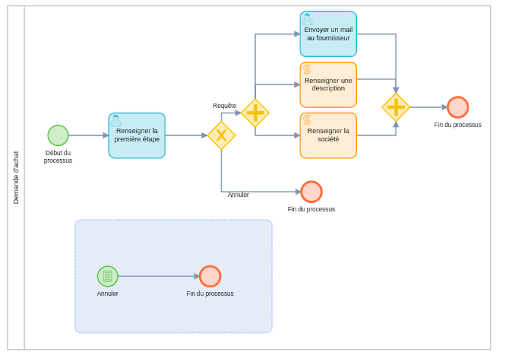 Demande d'achat
Début du
processus
Renseigner la
première étape
Requête
Annuler
Envoyer un mail
au fournisseur
Renseigner une
description
Renseigner la
société
Fin du processus
Fin du processus
Annuler
Fin du processus